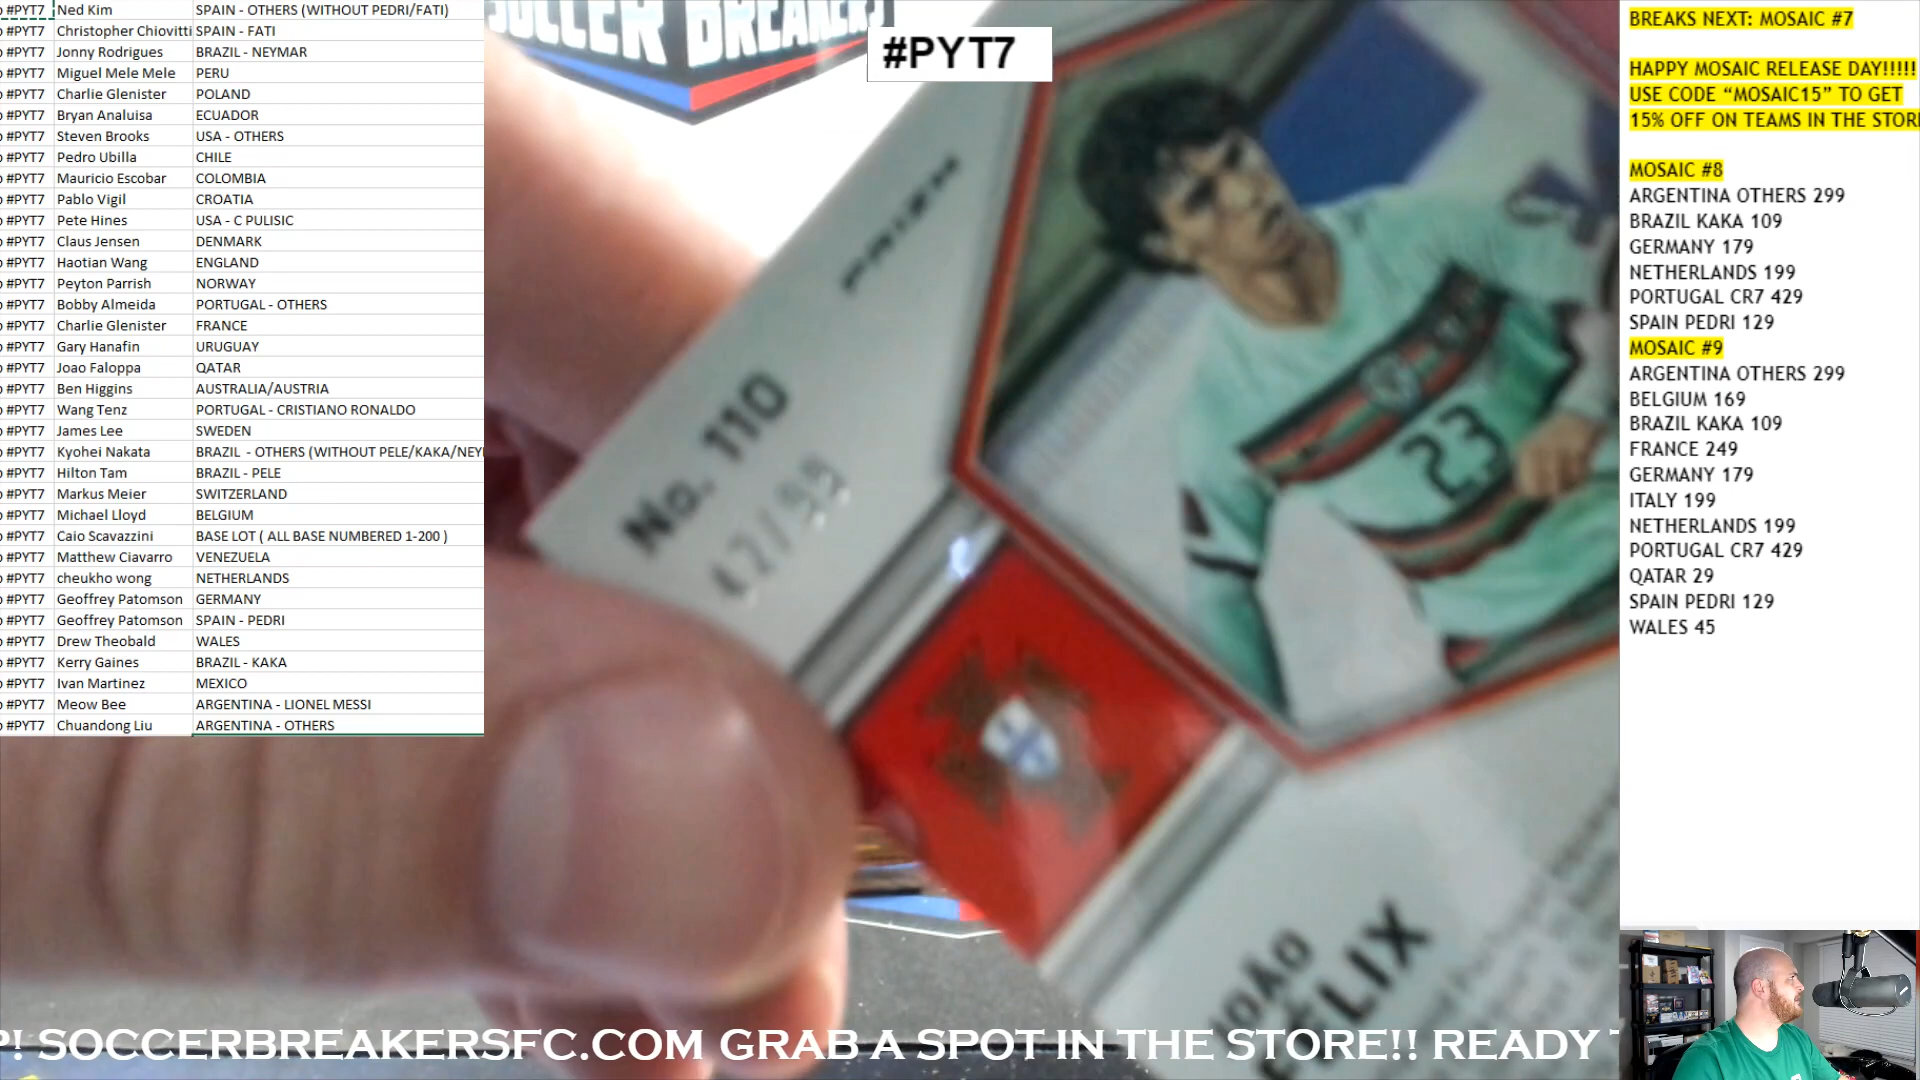 #PYT7 Ned Kim SPAIN - OTHERS (WITHOUT PEDRI/FATI)
#PYT7 Christopher Chiovitti SPAIN - FATI
#PYT7 Jonny Rodrigues BRAZIL - NEYMAR
#PYT7 Miguel Mele Mele PERU
#PYT7 Charlie Glenister POLAND
#PYT7 Bryan Analuisa ECUADOR
#PYT7 Steven Brooks USA - OTHERS
#PYT7 Pedro Ubilla CHILE
#PYT7 Mauricio Escobar COLOMBIA
#PYT7 Pablo Vigil CROATIA
#PYT7 Pete Hines USA - C PULISIC
#PYT7 Claus Jensen DENMARK
#PYT7 Haotian Wang ENGLAND
#PYT7 Peyton Parrish NORWAY
#PYT7 Bobby Almeida PORTUGAL - OTHERS
#PYT7 Charlie Glenister FRANCE
#PYT7 Gary Hanafin URUGUAY
#PYT7 Joao Faloppa QATAR
#PYT7 Ben Higgins AUSTRALIA/AUSTRIA
#PYT7 Wang Tenz PORTUGAL - CRISTIANO RONALDO
#PYT7 James Lee SWEDEN
#PYT7 Kyohei Nakata BRAZIL - OTHERS (WITHOUT PELE/KAKA/NEY
#PYT7 Hilton Tam BRAZIL - PELE
#PYT7 Markus Meier SWITZERLAND
#PYT7 Michael Lloyd BELGIUM
#PYT7 Caio Scavazzini BASE LOT ( ALL BASE NUMBERED 1-200 )
#PYT7 Matthew Ciavarro VENEZUELA
#PYT7 cheukho wong NETHERLANDS
#PYT7 Geoffrey Patomson GERMANY
#PYT7 Geoffrey Patomson SPAIN - PEDRI
#PYT7 Drew Theobald WALES
#PYT7 Kerry Gaines BRAZIL - KAKA
#PYT7 Ivan Martinez MEXICO
#PYT7 Meow Bee ARGENTINA - LIONEL MESSI
#PYT7 Chuandong Liu ARGENTINA - OTHERS
SOCCER BREAKERS
#PYT7
PRIZM
No. 110
42/99
23
JOÃO
FÉLIX
BREAKS NEXT: MOSAIC #7
HAPPY MOSAIC RELEASE DAY!!!!!
USE CODE “MOSAIC15” TO GET
15% OFF ON TEAMS IN THE STOR
MOSAIC #8
ARGENTINA OTHERS 299
BRAZIL KAKA 109
GERMANY 179
NETHERLANDS 199
PORTUGAL CR7 429
SPAIN PEDRI 129
MOSAIC #9
ARGENTINA OTHERS 299
BELGIUM 169
BRAZIL KAKA 109
FRANCE 249
GERMANY 179
ITALY 199
NETHERLANDS 199
PORTUGAL CR7 429
QATAR 29
SPAIN PEDRI 129
WALES 45
P! SOCCERBREAKERSFC.COM GRAB A SPOT IN THE STORE!! READY